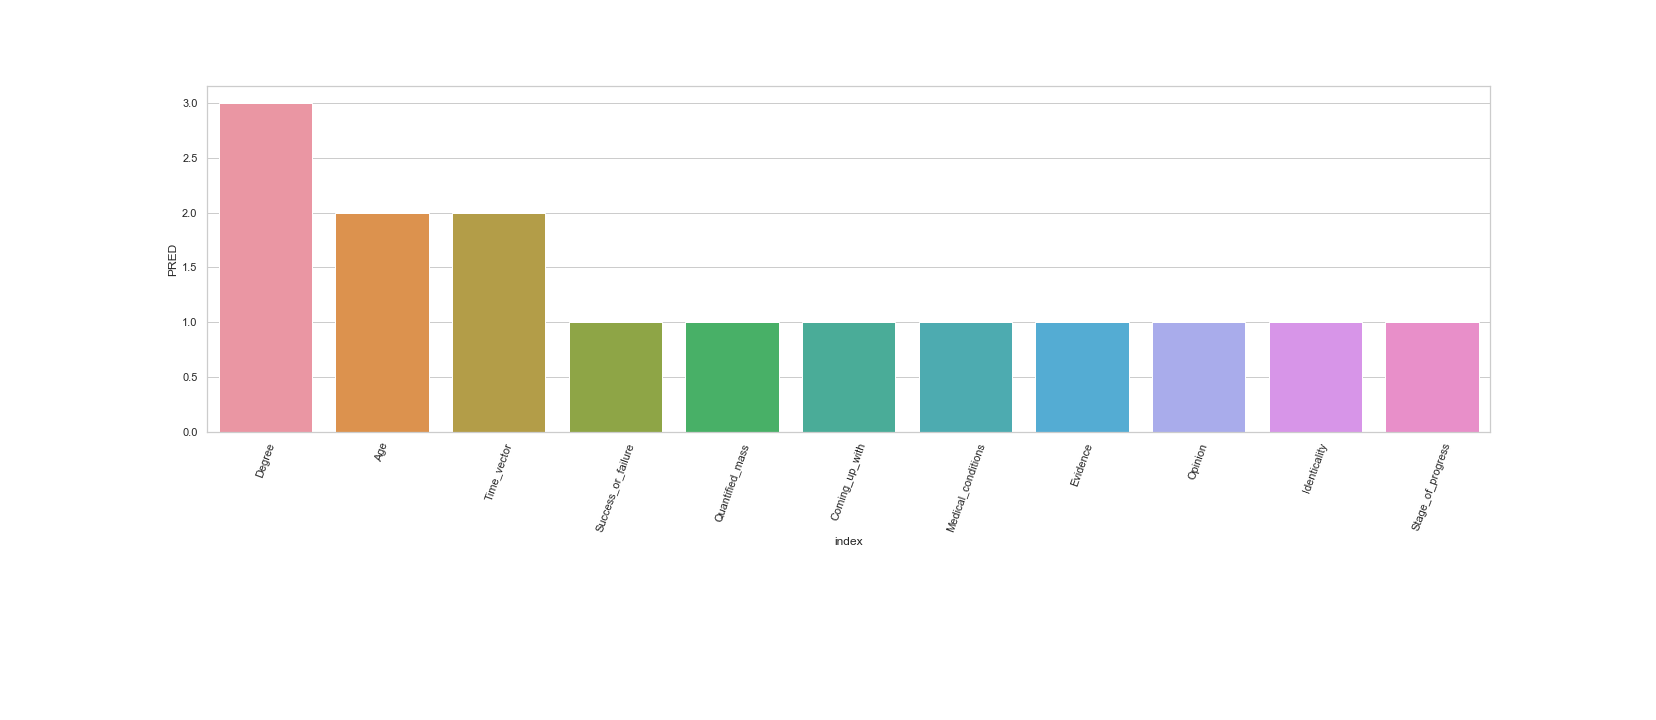 3.0
2.5
2.0
1.5
1.0
0.5
0.0
PRED
Degree
Age
Time_vector
Success_or_failure
Quantified_mass
Coming_up_with
Medical_conditions
Evidence
Opinion
Identicality
Stage_of_progress
index